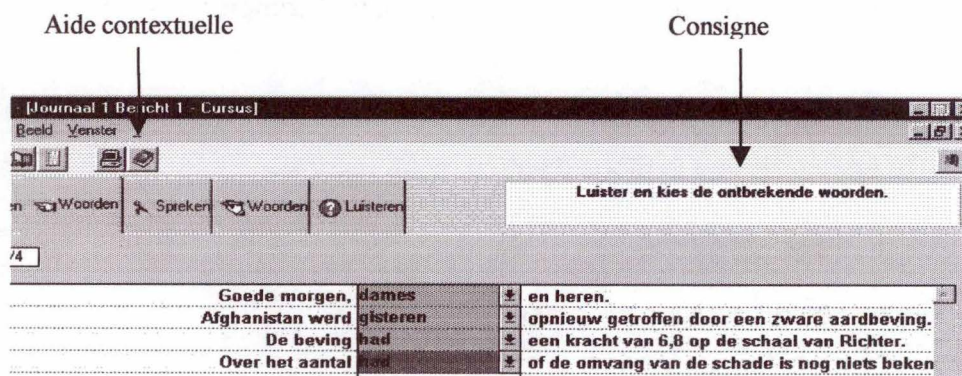 Aide contextuelle
Consigne
- [Journaal 1 Bericht 1 - Cursus]
Beeld Venster
en Woorden Spreken Woorden Luisteren
Luister en kies de ontbrekende woorden.
/4
Goede morgen, dames en heren.
Afghanistan werd gisteren opnieuw getroffen door een zware aardbeving.
De beving had een kracht van 6,8 op de schaal van Richter.
Over het aantal had of de omvang van de schade is nog niets beken